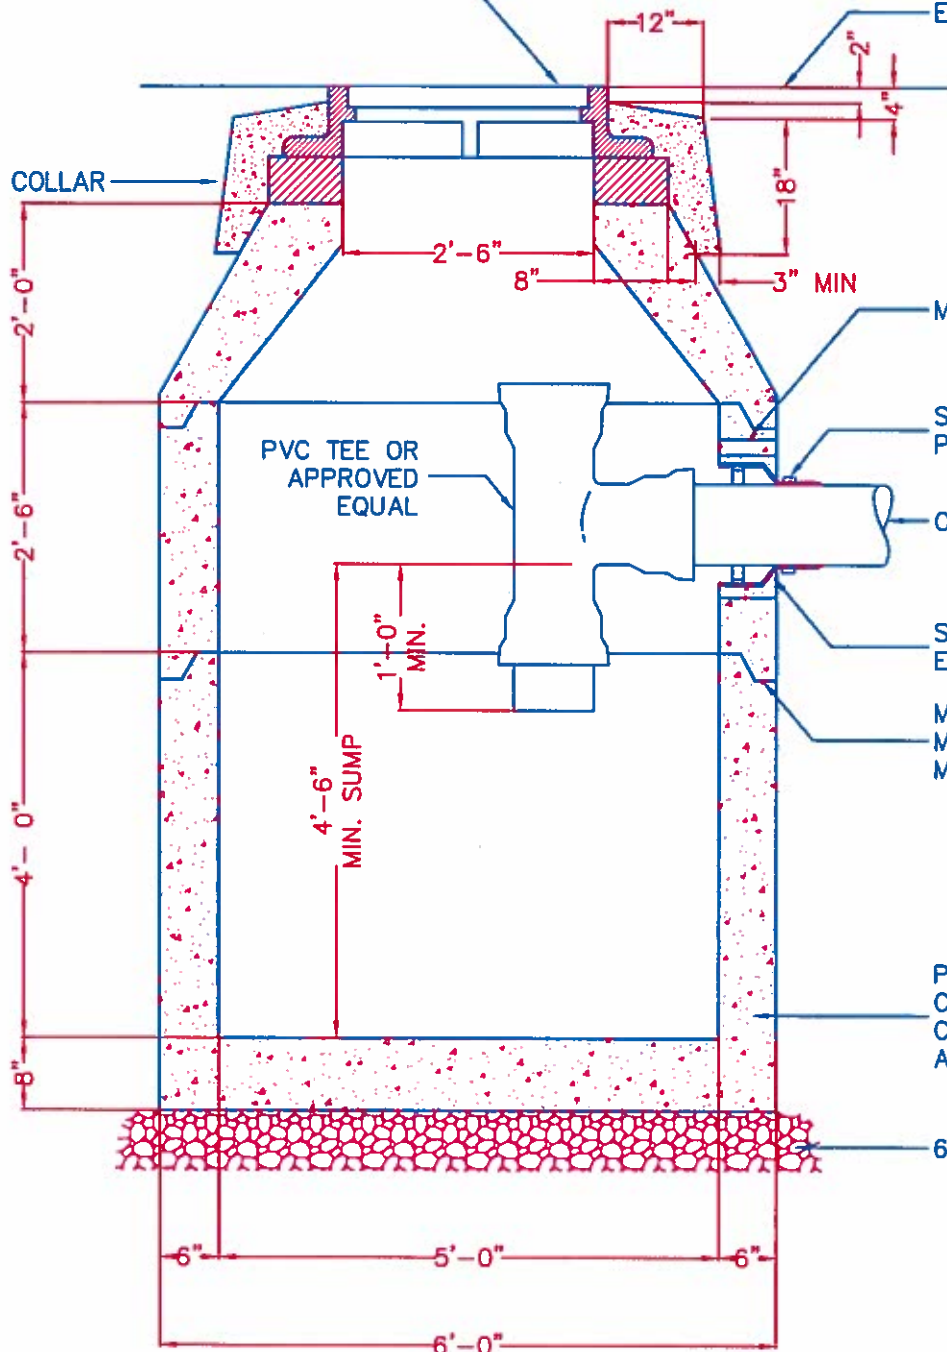 12"
E
2"
4"
COLLAR
18"
2'-6"
8"
3" MIN
2'-0"
M
S
P
PVC TEE OR
APPROVED
EQUAL
2'-6"
O
1'-0"
MIN.
S
E
M
M
M
4'-6"
MIN. SUMP
4'- 0"
P
C
C
A
8"
6
6"
5'-0"
6"
6'-0"